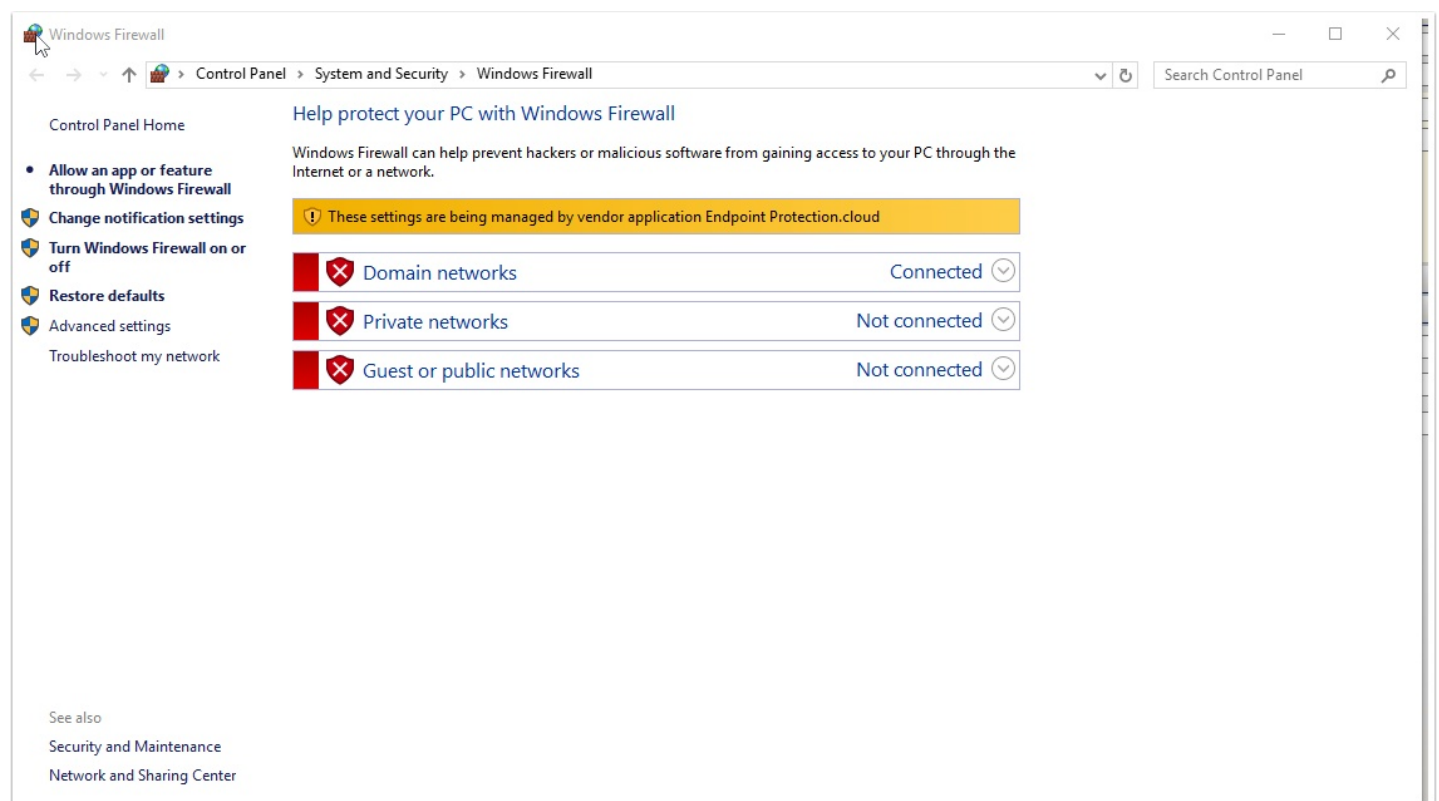 Windows Firewall
Control Panel › System and Security › Windows Firewall
Search Control Panel
Control Panel Home
Allow an app or feature
through Windows Firewall
Change notification settings
Turn Windows Firewall on or
off
Restore defaults
Advanced settings
Troubleshoot my network
Help protect your PC with Windows Firewall
Windows Firewall can help prevent hackers or malicious software from gaining access to your PC through the
Internet or a network.
These settings are being managed by vendor application Endpoint Protection.cloud
Domain networks Connected
Private networks Not connected
Guest or public networks Not connected
See also
Security and Maintenance
Network and Sharing Center